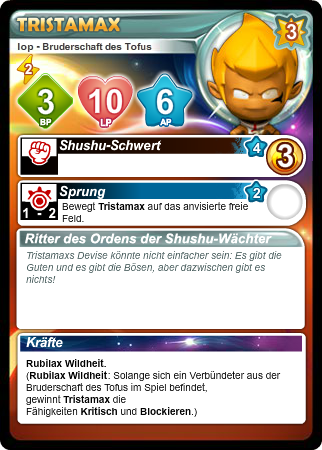 TRISTAMAX
Iop - Bruderschaft des Tofus
3
2
3
BP
10
LP
6
AP
Shushu-Schwert
4
3
Sprung
2
1 - 2
Bewegt Tristamax auf das anvisierte freie
Feld.
Ritter des Ordens der Shushu-Wächter
Tristamaxs Devise könnte nicht einfacher sein: Es gibt die
Guten und es gibt die Bösen, aber dazwischen gibt es
nichts!
Kräfte
Rubilax Wildheit.
(Rubilax Wildheit: Solange sich ein Verbündeter aus der
Bruderschaft des Tofus im Spiel befindet,
gewinnt Tristamax die
Fähigkeiten Kritisch und Blockieren.)